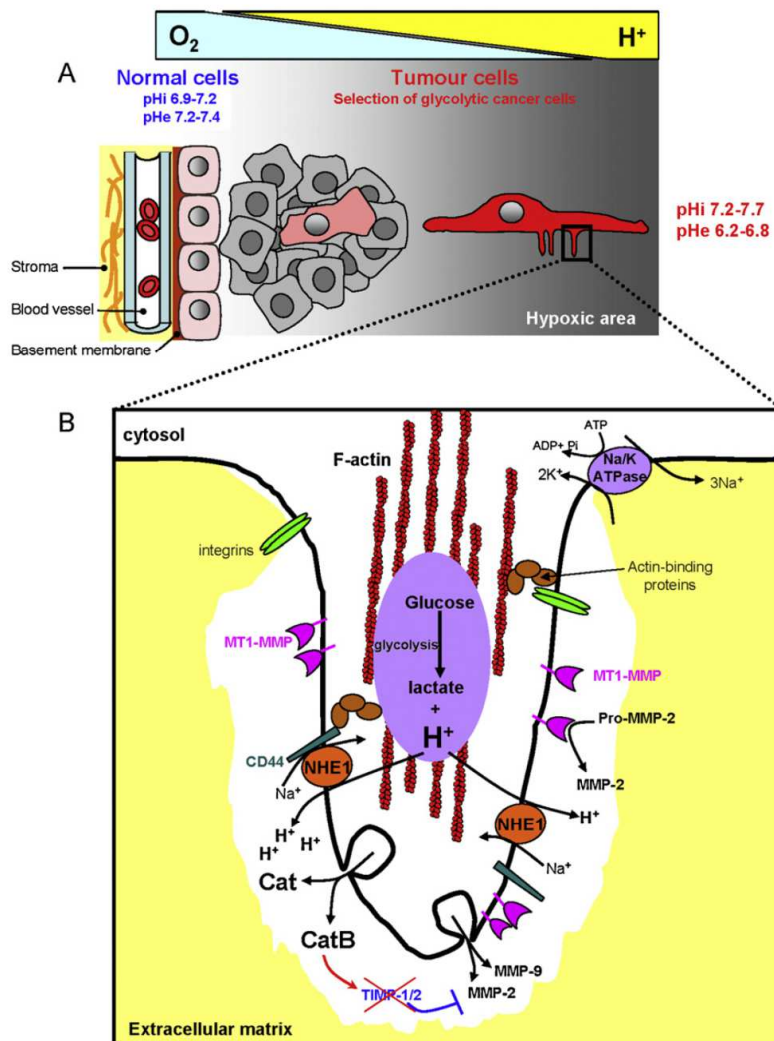 O2
H+
A
Normal cells
pHi 6.9-7.2
pHe 7.2-7.4
Tumour cells
Selection of glycolytic cancer cells
pHi 7.2-7.7
pHe 6.2-6.8
Stroma
Blood vessel
Basement membrane
Hypoxic area
B
cytosol
F-actin
ATP
ADP+ Pi
Na/K
ATPase
2K+
3Na+
integrins
Actin-binding
proteins
Glucose
glycolysis
lactate
+
H+
MT1-MMP
MT1-MMP
Pro-MMP-2
MMP-2
CD44
NHE1
Na+
H+
H+
H+
H+
NHE1
H+
Na+
Cat
CatB
TIMP-1/2
MMP-9
MMP-2
Extracellular matrix